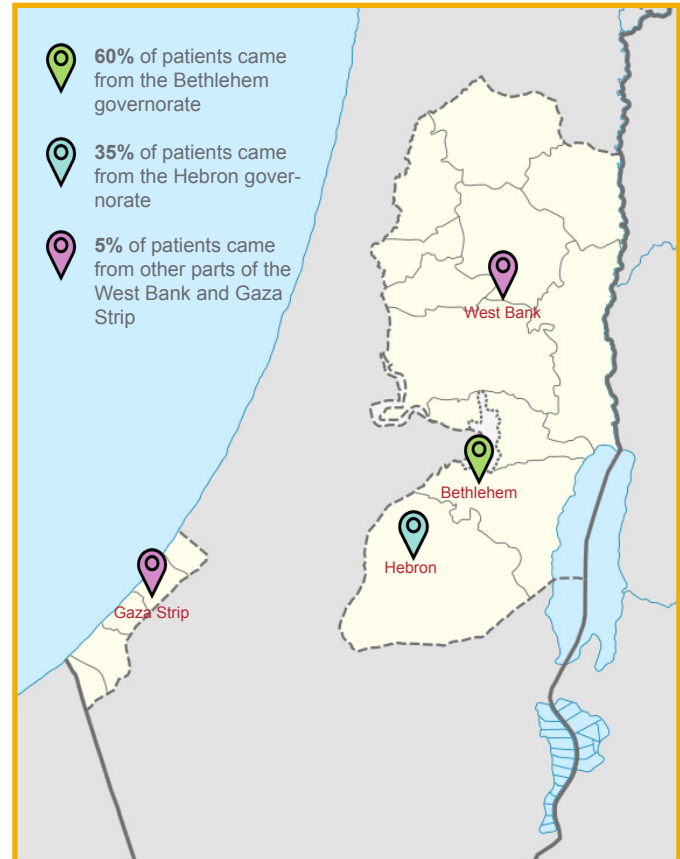 60% of patients came
from the Bethlehem
governorate
35% of patients came
from the Hebron gover-
norate
5% of patients came
from other parts of the
West Bank and Gaza
Strip
West Bank
Bethlehem
Hebron
Gaza Strip